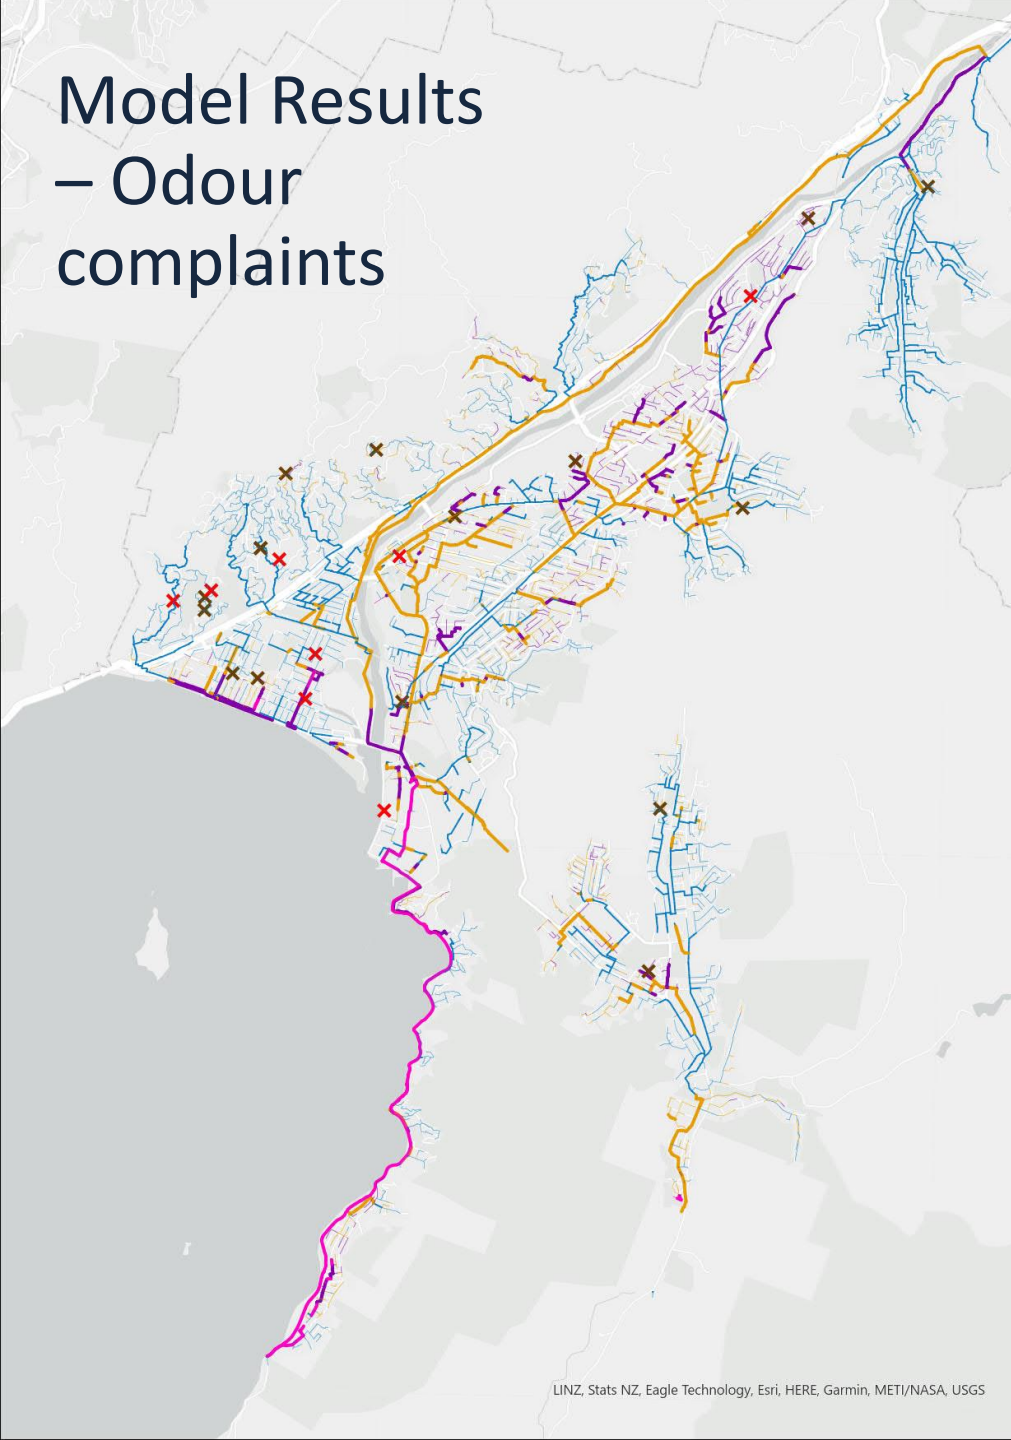 Model Results
– Odour
complaints
LINZ, Stats NZ, Eagle Technology, Esri, HERE, Garmin, METI/NASA, USGS